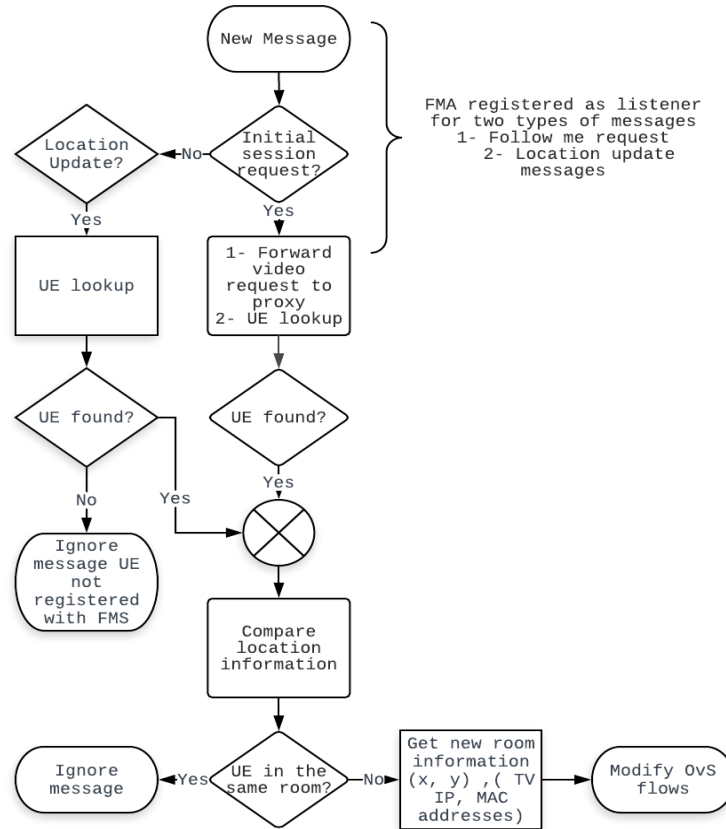 New Message
FMA registered as listener
for two types of messages
1- Follow me request
2- Location update
messages
Location
Update?
No
Initial
session
request?
Yes
Yes
UE lookup
1- Forward
video
request to
proxy
2- UE lookup
UE found?
UE found?
No
Yes
Yes
Ignore
message UE
not
registered
with FMS
Compare
location
information
Ignore
message
Yes
UE in the
same room?
No
Get new room
information
(x, y) ,( TV
IP, MAC
addresses)
Modify OvS
flows